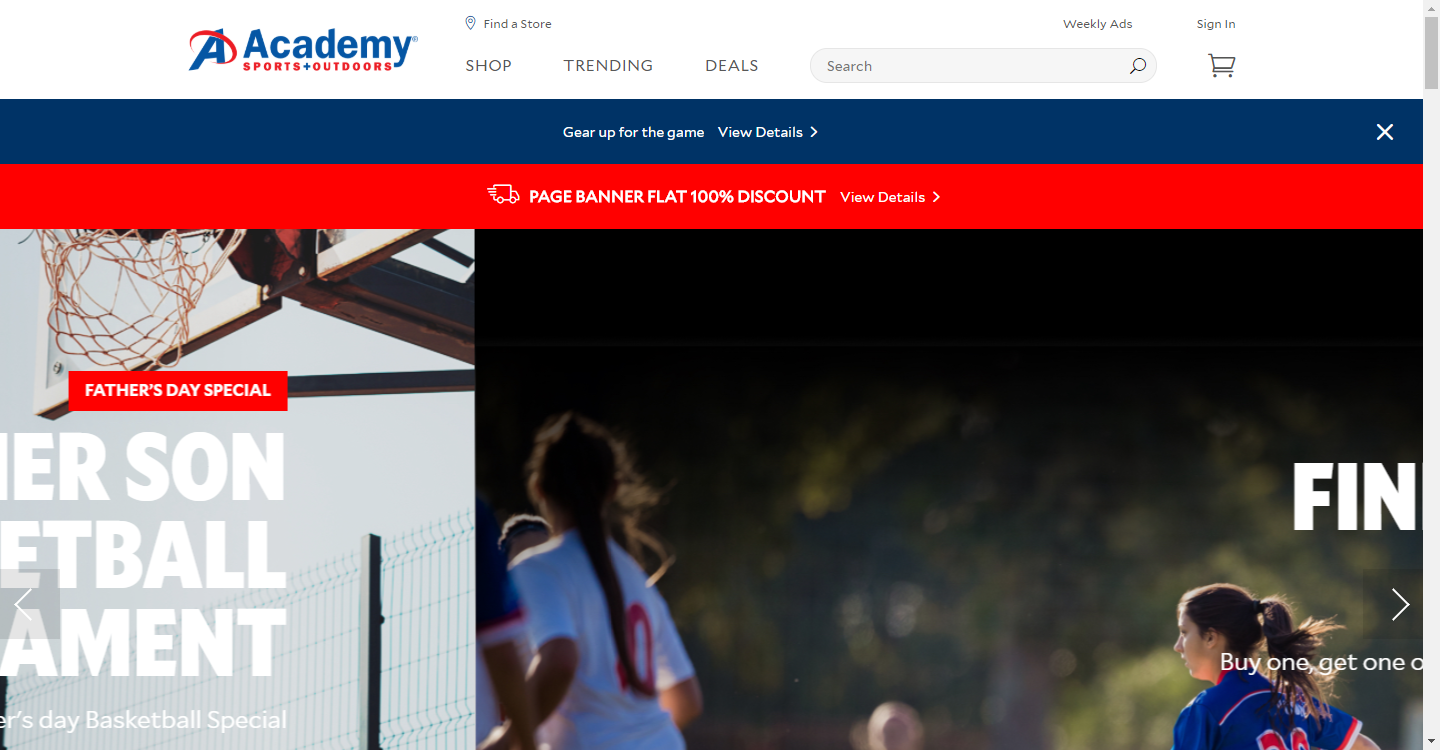 Find a Store
Weekly Ads
Sign In
Academy®
SPORTS+OUTDOORS
SHOP
TRENDING
DEALS
Search
Gear up for the game View Details
PAGE BANNER FLAT 100% DISCOUNT View Details
FATHER'S DAY SPECIAL
HER SON
ETBALL
AMENT
er's day Basketball Special
FIN
Buy one, get one o
0